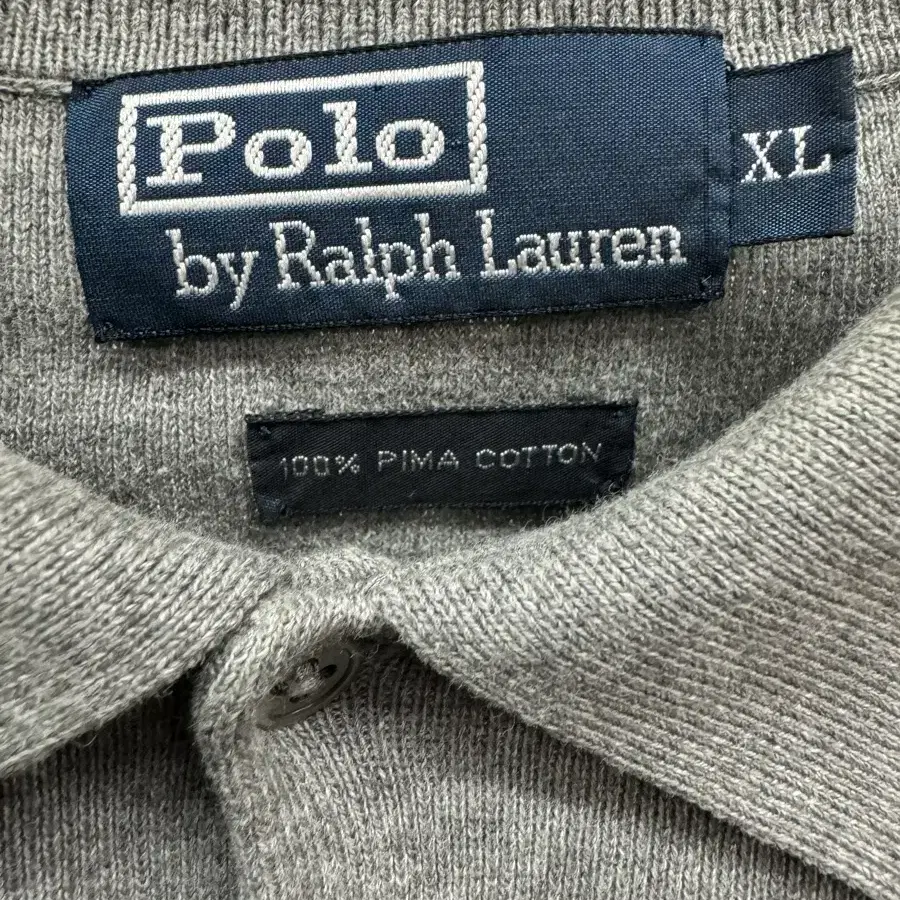 Polo
by Ralph Lauren
XL
100% PIMA COTTON